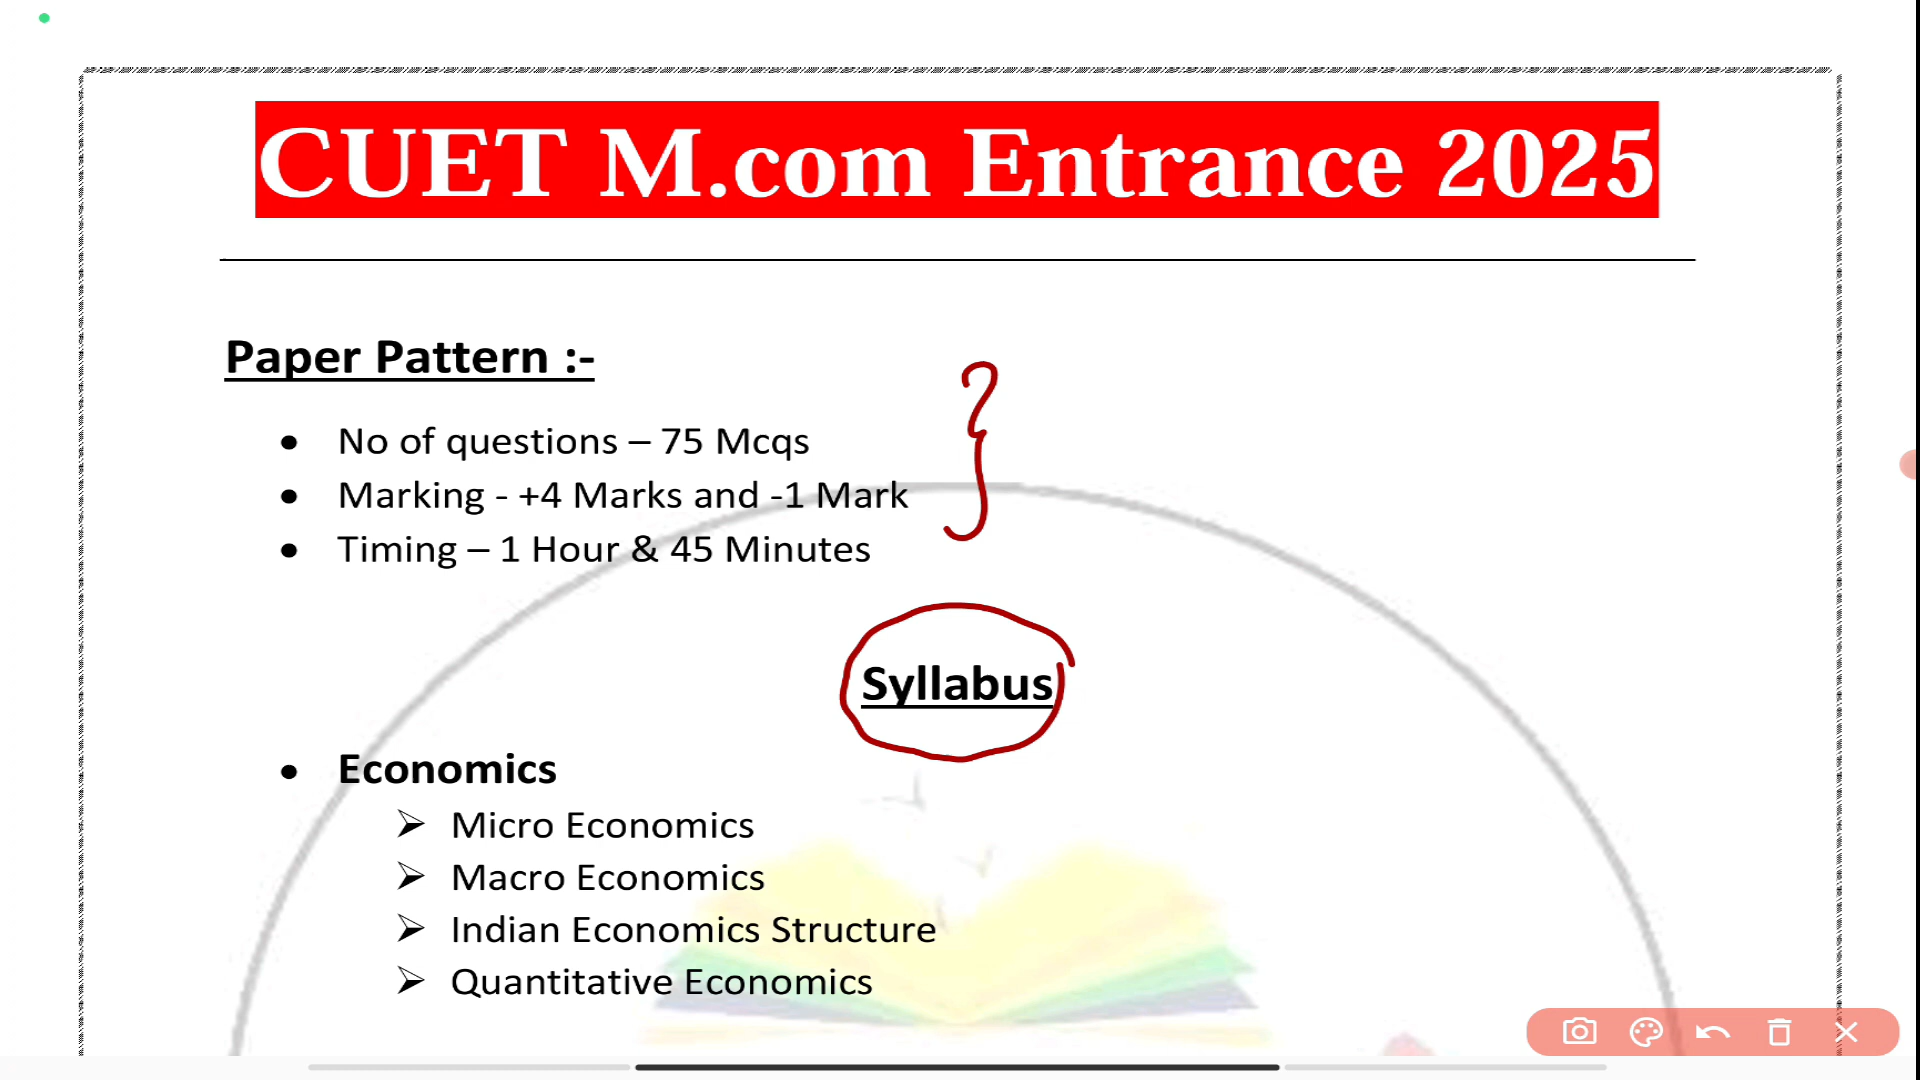 CUET M.com Entrance 2025
Paper Pattern :-
• No of questions – 75 Mcqs
• Marking - +4 Marks and -1 Mark
• Timing – 1 Hour & 45 Minutes
Syllabus
• Economics
➢ Micro Economics
➢ Macro Economics
➢ Indian Economics Structure
➢ Quantitative Economics